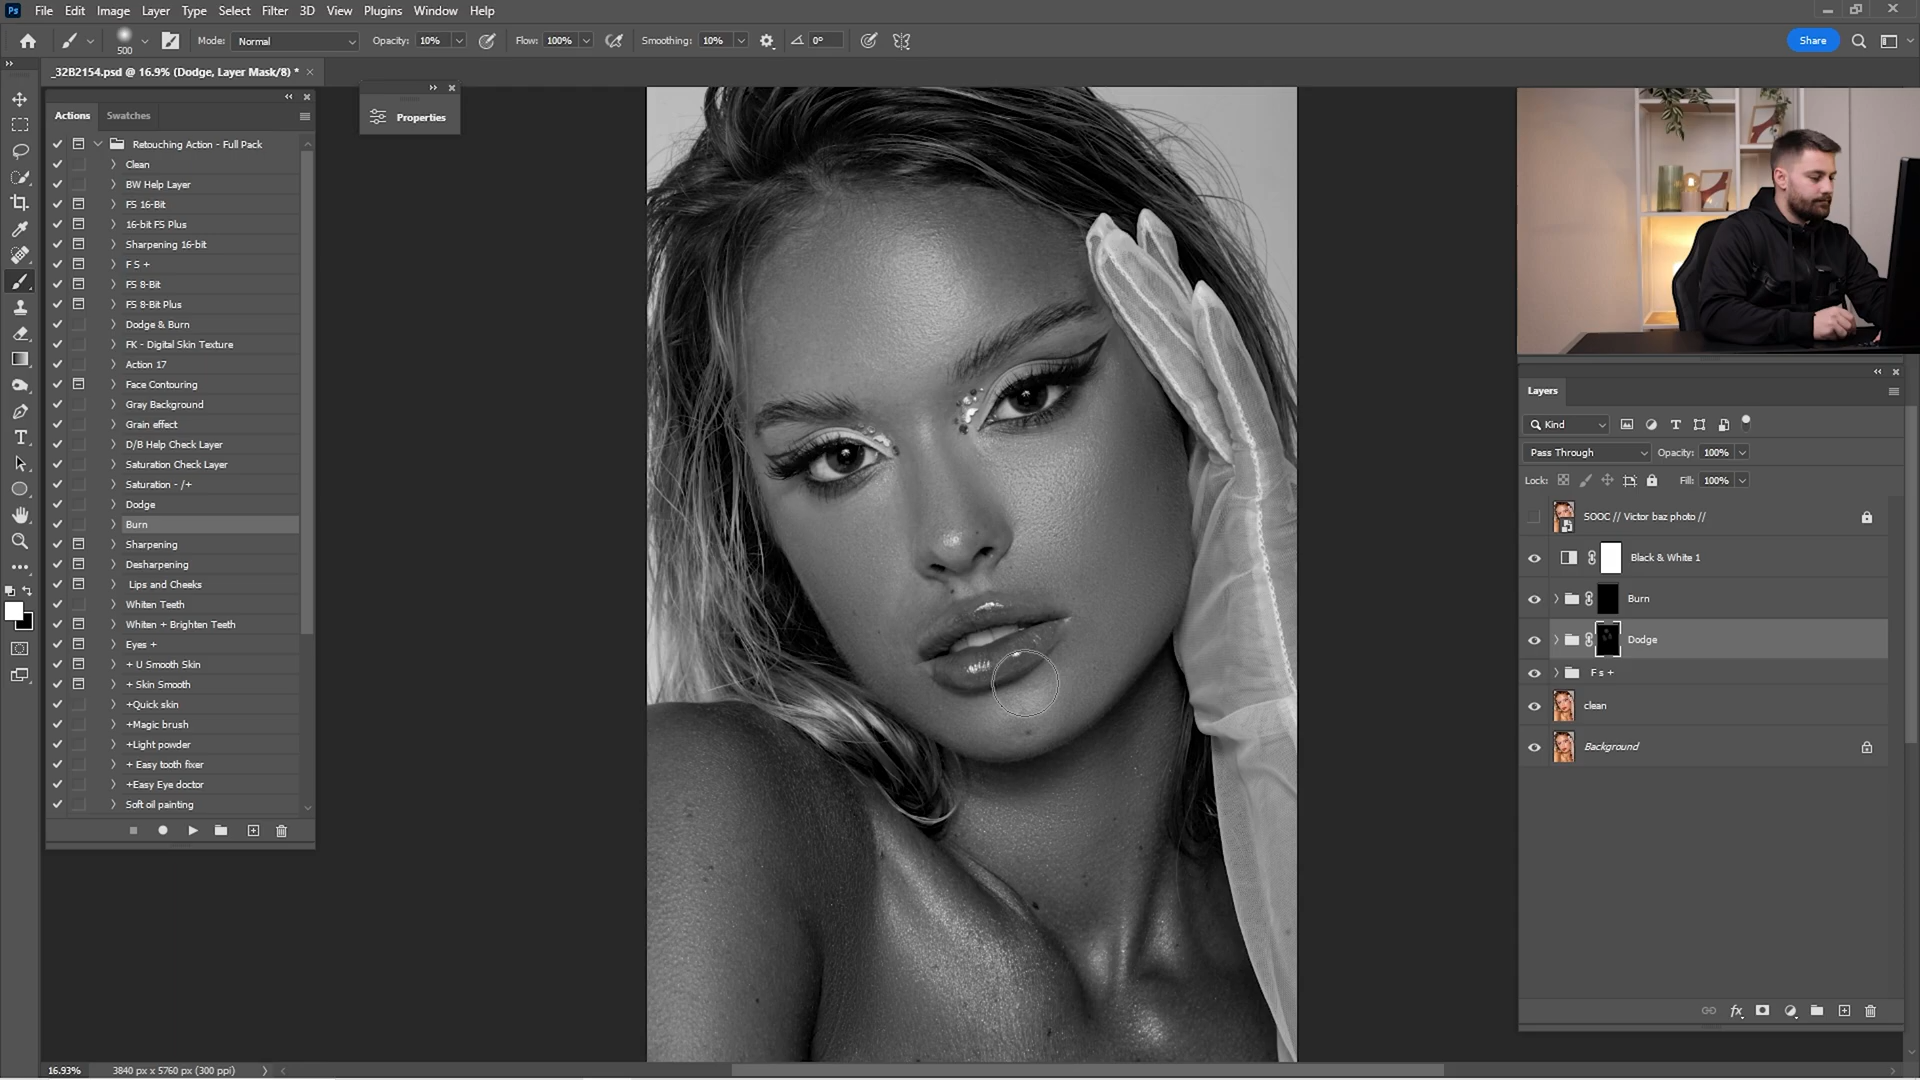 Ps File Edit Image Layer Type Select Filter 3D View Plugins Window Help
500 Mode: Normal Opacity: 10% Flow: 100% Smoothing: 10% 0° Share
_32B2154.psd @ 16.9% (Dodge, Layer Mask/8) *
Actions Swatches
Retouching Action - Full Pack
Clean
BW Help Layer
FS 16-Bit
16-bit FS Plus
Sharpening 16-bit
F S +
FS 8-Bit
FS 8-Bit Plus
Dodge & Burn
FK - Digital Skin Texture
Action 17
Face Contouring
Gray Background
Grain effect
D/B Help Check Layer
Saturation Check Layer
Saturation - /+
Dodge
Burn
Sharpening
Desharpening
Lips and Cheeks
Whiten Teeth
Whiten + Brighten Teeth
Eyes +
+ U Smooth Skin
+ Skin Smooth
+Quick skin
+Magic brush
+Light powder
+ Easy tooth fixer
+Easy Eye doctor
Soft oil painting
Properties
Layers
Kind
Pass Through Opacity: 100%
Lock: Fill: 100%
SOOC // Victor baz photo //
Black & White 1
Burn
Dodge
F s +
clean
Background
fx
16.93% 3840 px x 5760 px (300 ppi)